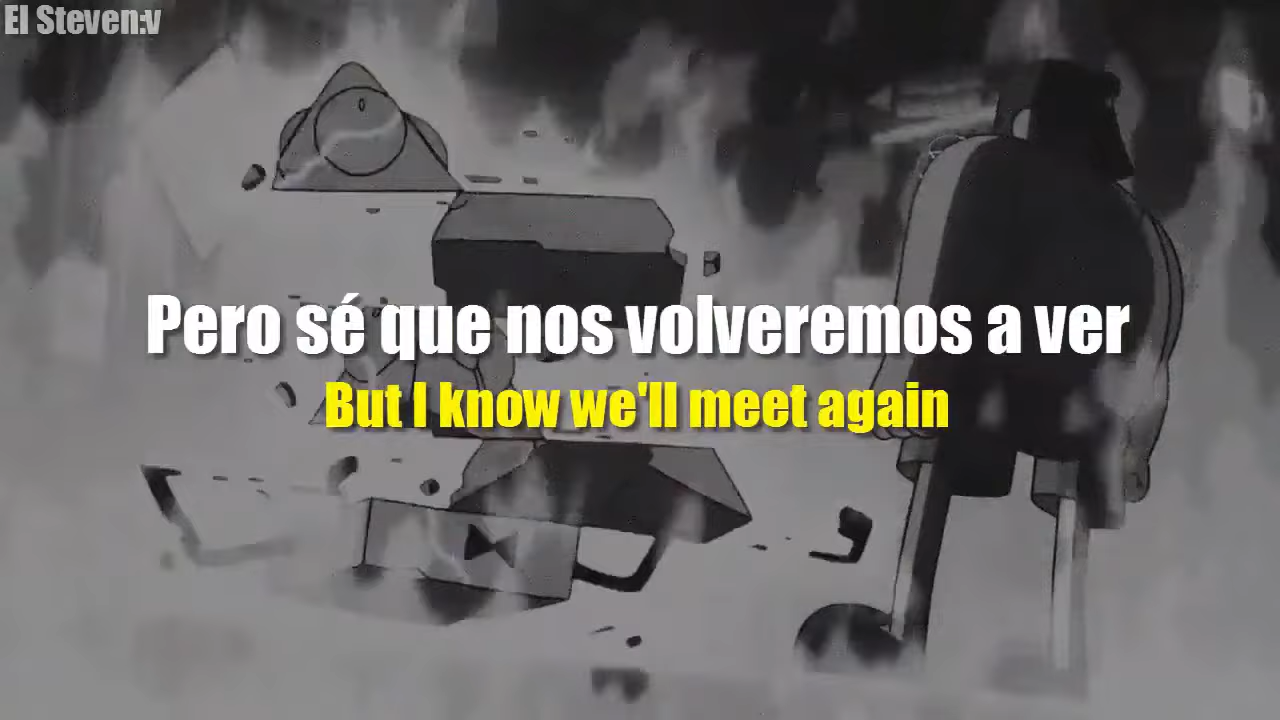 El Steven:v
Pero sé que nos volveremos a ver
But I know we'll meet again